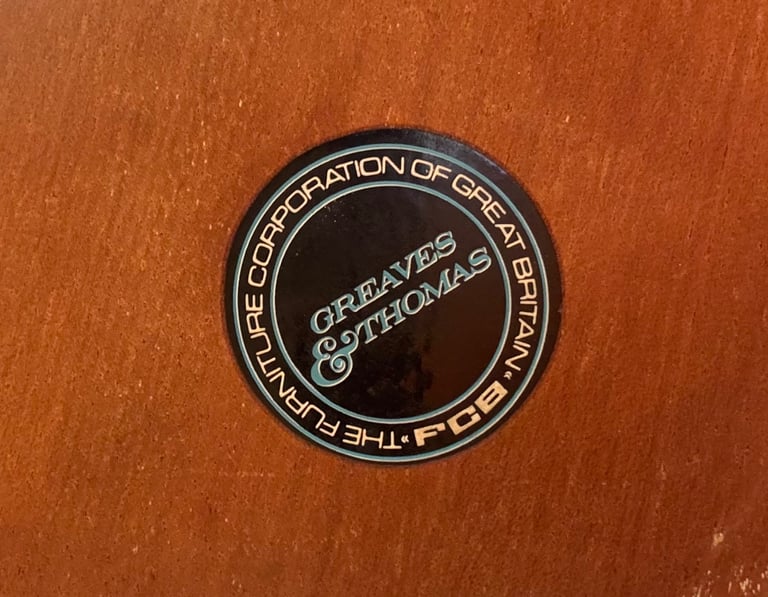 THE FURNITURE CORPORATION OF GREAT BRITAIN
« FCB »
GREAVES
& THOMAS